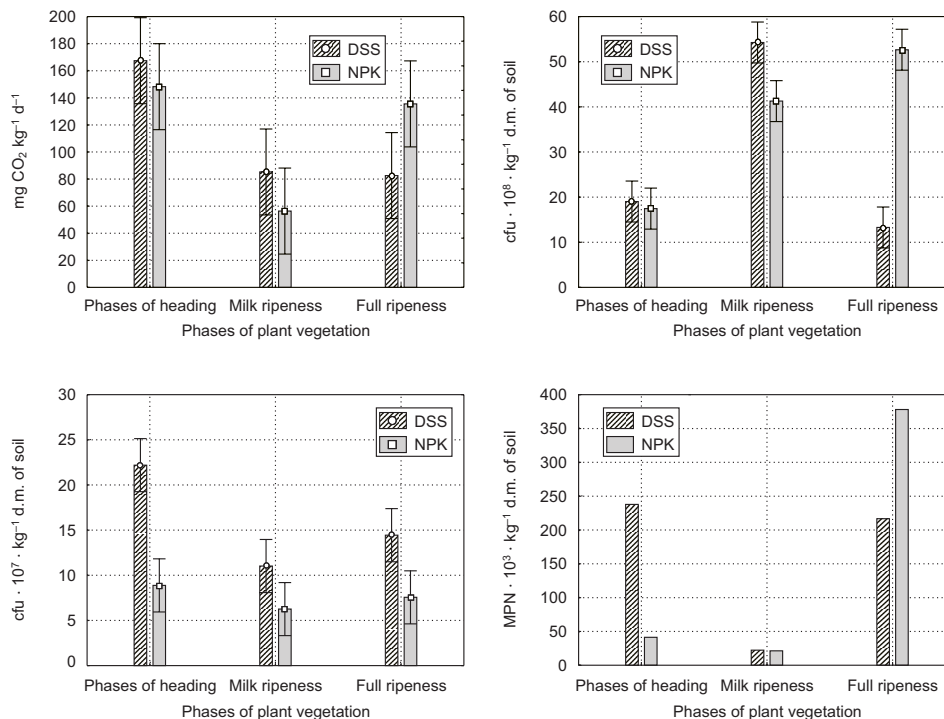 mg CO₂ kg⁻¹ d⁻¹
200
180
160
140
120
100
80
60
40
20
0
DSS
NPK
Phases of heading Milk ripeness Full ripeness
Phases of plant vegetation
cfu · 10⁸ · kg⁻¹ d.m. of soil
60
50
40
30
20
10
0
DSS
NPK
Phases of heading Milk ripeness Full ripeness
Phases of plant vegetation
cfu · 10⁷ · kg⁻¹ d.m. of soil
30
25
20
15
10
5
0
DSS
NPK
Phases of heading Milk ripeness Full ripeness
Phases of plant vegetation
MPN · 10³ · kg⁻¹ d.m. of soil
400
350
300
250
200
150
100
50
0
DSS
NPK
Phases of heading Milk ripeness Full ripeness
Phases of plant vegetation